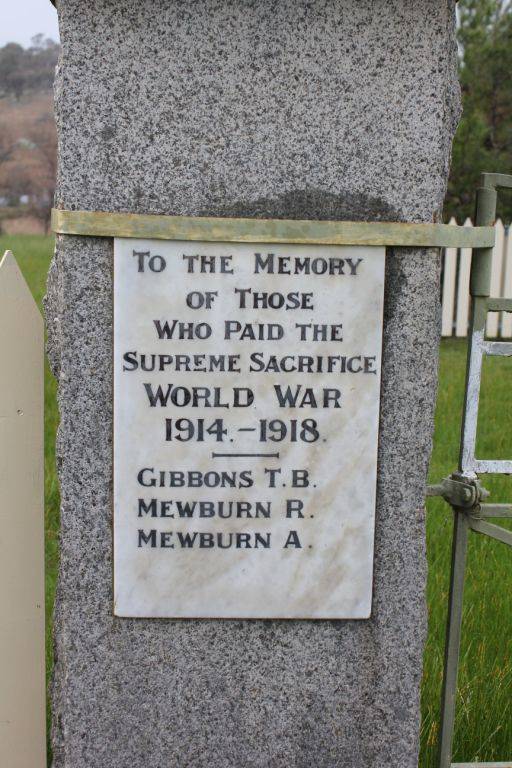 To the Memory
of Those
Who Paid the
Supreme Sacrifice
World War
1914.–1918.
Gibbons T.B.
Mewburn R.
Mewburn A.